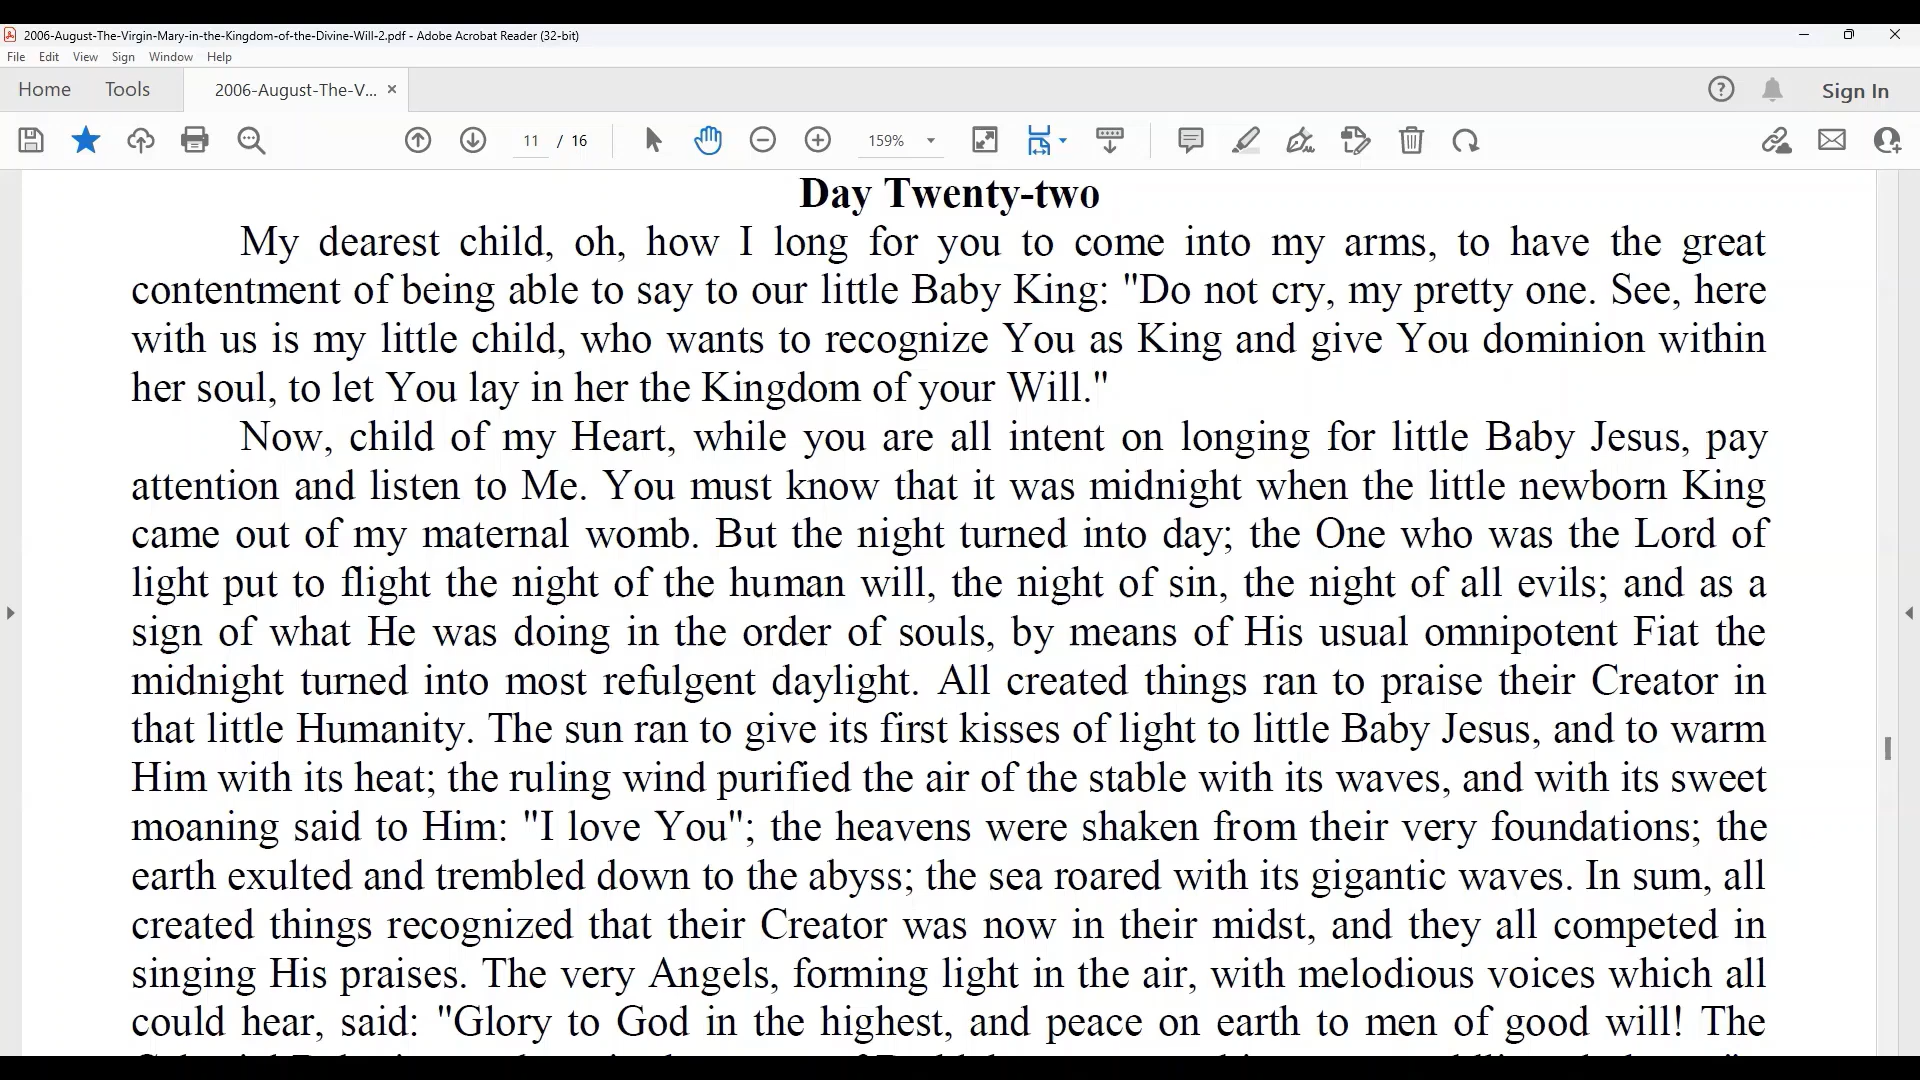 2006-August-The-Virgin-Mary-in-the-Kingdom-of-the-Divine-Will-2.pdf - Adobe Acrobat Reader (32-bit)
File Edit View Sign Window Help
Home Tools 2006-August-The-V... × Sign In
11 / 16 159%
Day Twenty-two
My dearest child, oh, how I long for you to come into my arms, to have the great
contentment of being able to say to our little Baby King: "Do not cry, my pretty one. See, here
with us is my little child, who wants to recognize You as King and give You dominion within
her soul, to let You lay in her the Kingdom of your Will."
Now, child of my Heart, while you are all intent on longing for little Baby Jesus, pay
attention and listen to Me. You must know that it was midnight when the little newborn King
came out of my maternal womb. But the night turned into day; the One who was the Lord of
light put to flight the night of the human will, the night of sin, the night of all evils; and as a
sign of what He was doing in the order of souls, by means of His usual omnipotent Fiat the
midnight turned into most refulgent daylight. All created things ran to praise their Creator in
that little Humanity. The sun ran to give its first kisses of light to little Baby Jesus, and to warm
Him with its heat; the ruling wind purified the air of the stable with its waves, and with its sweet
moaning said to Him: "I love You"; the heavens were shaken from their very foundations; the
earth exulted and trembled down to the abyss; the sea roared with its gigantic waves. In sum, all
created things recognized that their Creator was now in their midst, and they all competed in
singing His praises. The very Angels, forming light in the air, with melodious voices which all
could hear, said: "Glory to God in the highest, and peace on earth to men of good will! The